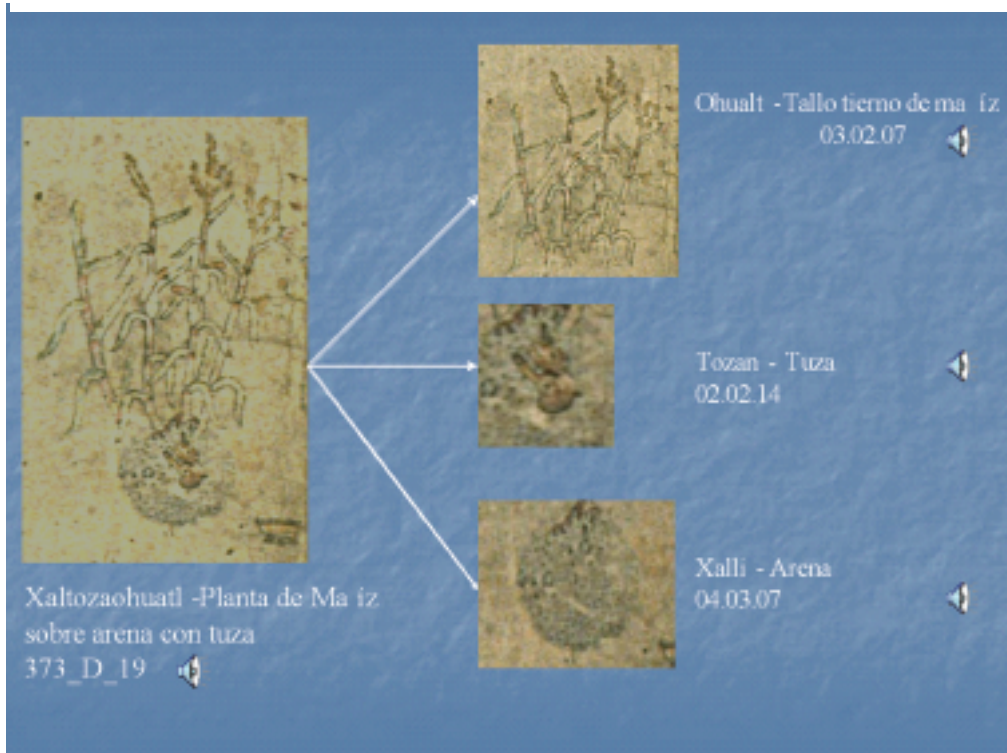 Ohualt -Tallo tierno de ma íz
03.02.07
Tozan - Tuza
02.02.14
Xalli - Arena
04.03.07
Xaltozaohuatl -Planta de Ma íz
sobre arena con tuza
373_D_19